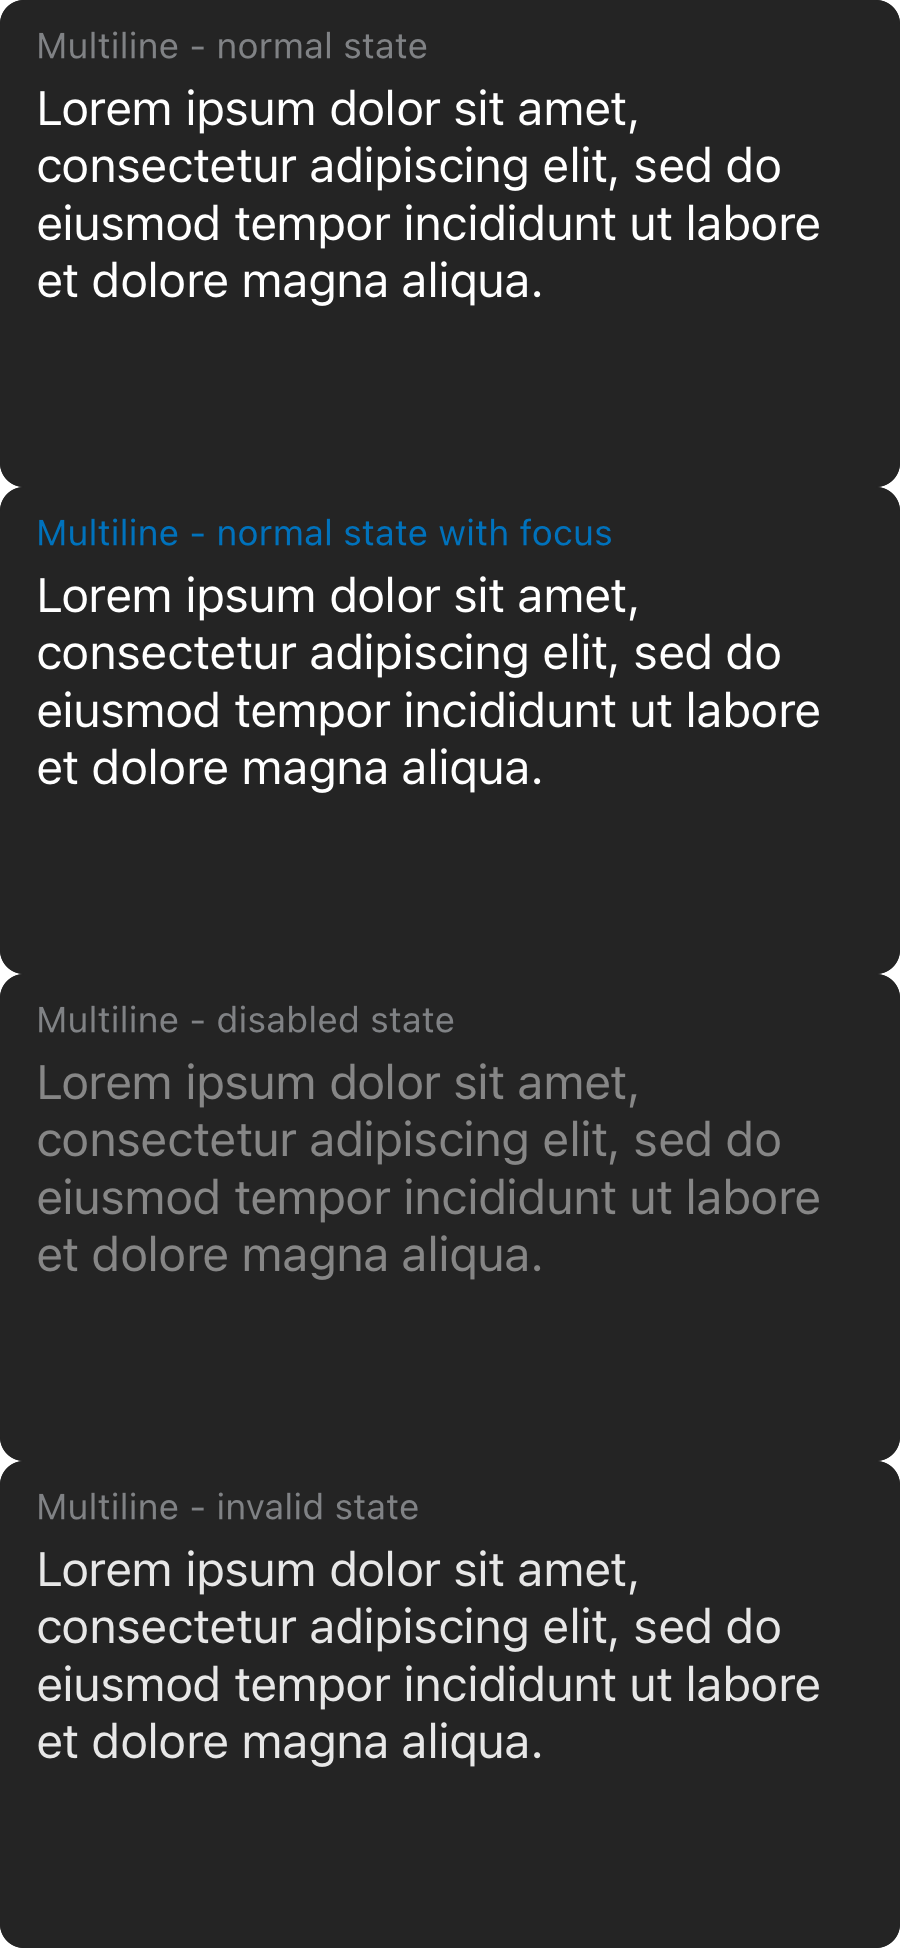 Multiline - normal state
Lorem ipsum dolor sit amet,
consectetur adipiscing elit, sed do
eiusmod tempor incididunt ut labore
et dolore magna aliqua.
Multiline - normal state with focus
Lorem ipsum dolor sit amet,
consectetur adipiscing elit, sed do
eiusmod tempor incididunt ut labore
et dolore magna aliqua.
Multiline - disabled state
Lorem ipsum dolor sit amet,
consectetur adipiscing elit, sed do
eiusmod tempor incididunt ut labore
et dolore magna aliqua.
Multiline - invalid state
Lorem ipsum dolor sit amet,
consectetur adipiscing elit, sed do
eiusmod tempor incididunt ut labore
et dolore magna aliqua.